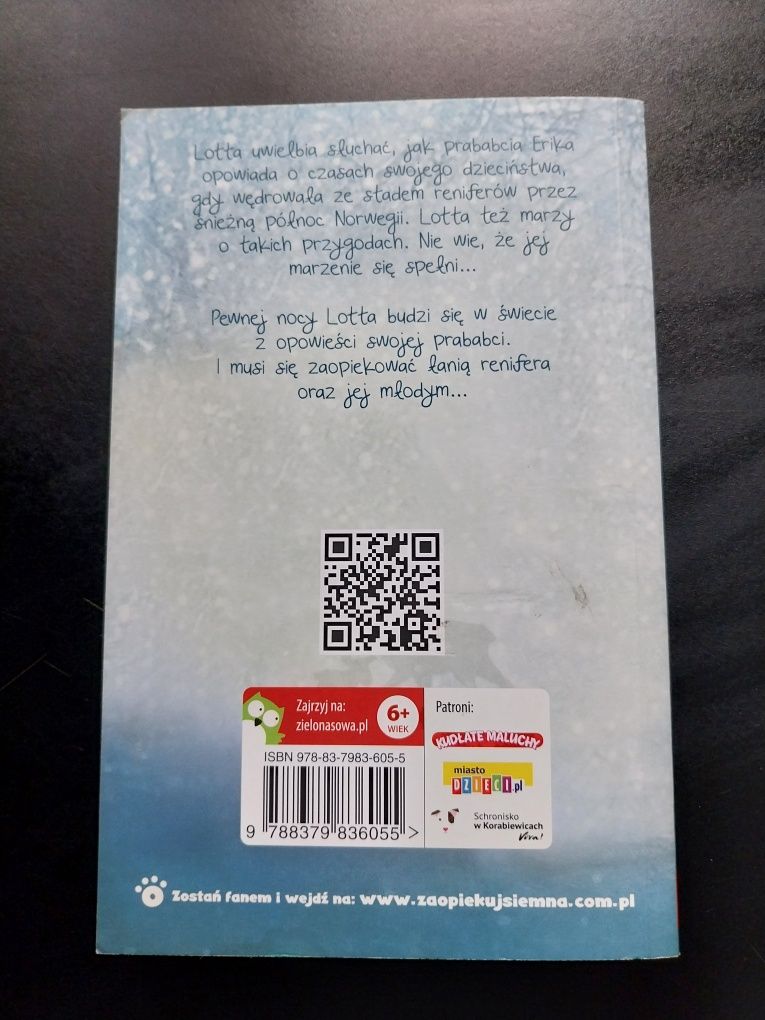 Lotta uwielbia słuchać, jak prababcia Erika
opowiada o czasach swojego dzieciństwa,
gdy wędrowała ze stadem reniferów przez
śnieżną północ Norwegii. Lotta też marzy
o takich przygodach. Nie wie, że jej
marzenie się spełni...
Pewnej nocy Lotta budzi się w świecie
z opowieści swojej prababci.
I musi się zaopiekować łanią renifera
oraz jej młodym...
Zajrzyj na:
zielonasowa.pl
6+
WIEK
ISBN 978-83-7983-605-5
9 788379 836055 >
Patroni:
KUDŁATE MALUCHY
miasto
DZIECI.pl
Schronisko
w Korabiewicach
Viva!
Zostań fanem i wejdź na: www.zaopiekujsiemna.com.pl